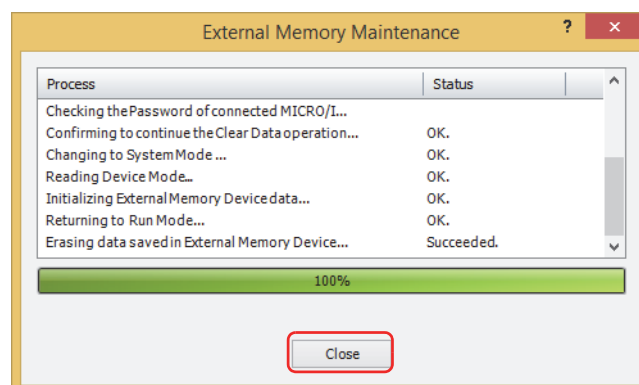 External Memory Maintenance ? ×
Process Status
Checking the Password of connected MICRO/I...
Confirming to continue the Clear Data operation... OK.
Changing to System Mode ... OK.
Reading Device Mode... OK.
Initializing External Memory Device data... OK.
Returning to Run Mode... OK.
Erasing data saved in External Memory Device... Succeeded.
100%
Close